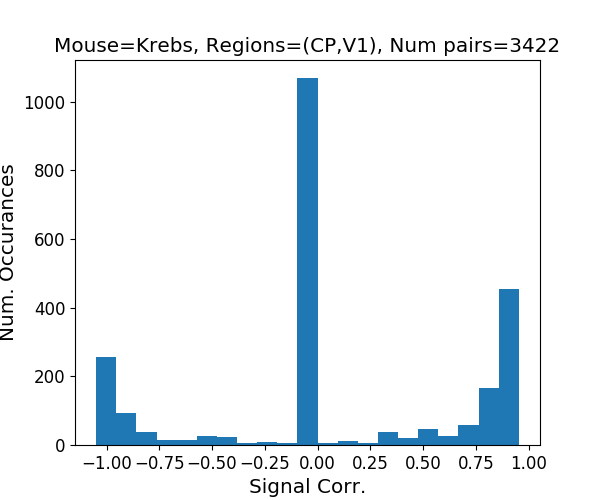 Mouse=Krebs, Regions=(CP,V1), Num pairs=3422
Num. Occurances
1000
800
600
400
200
0
−1.00 −0.75 −0.50 −0.25 0.00 0.25 0.50 0.75 1.00
Signal Corr.